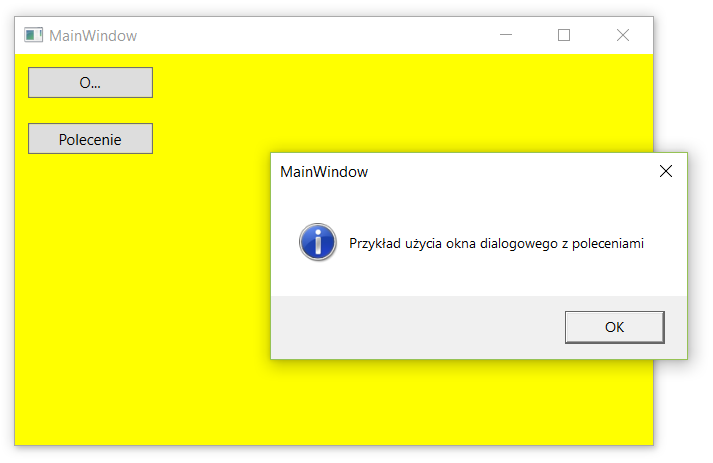 MainWindow
O...
Polecenie
MainWindow
Przykład użycia okna dialogowego z poleceniami
OK